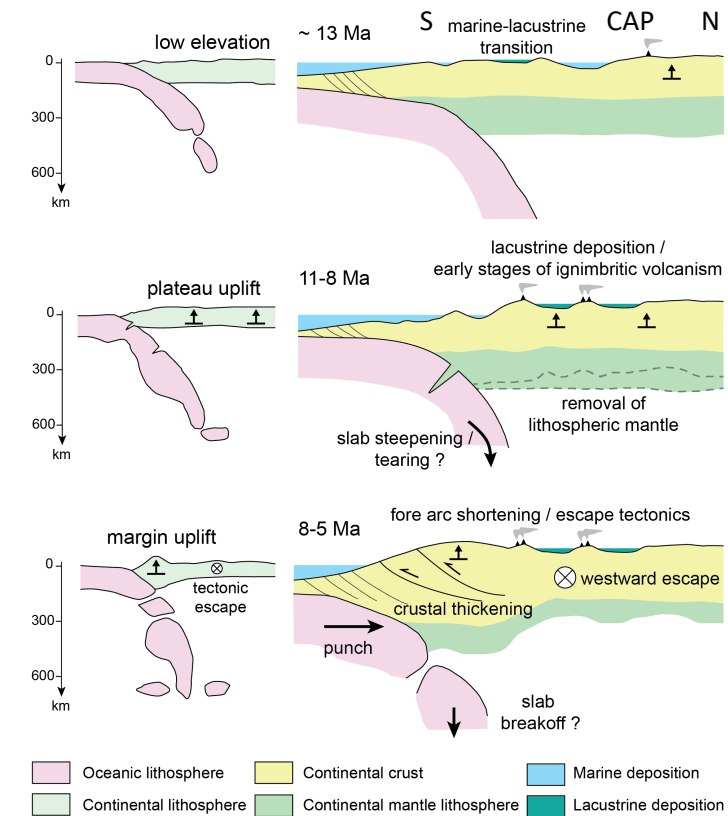 S
CAP
N
~ 13 Ma
marine-lacustrine
transition
low elevation
0
300
600
km
11-8 Ma
lacustrine deposition /
early stages of ignimbritic volcanism
plateau uplift
0
300
600
km
removal of
lithospheric mantle
slab steepening /
tearing ?
8-5 Ma
fore arc shortening / escape tectonics
margin uplift
0
300
600
km
tectonic
escape
westward escape
crustal thickening
punch
slab
breakoff ?
Oceanic lithosphere
Continental crust
Marine deposition
Continental lithosphere
Continental mantle lithosphere
Lacustrine deposition